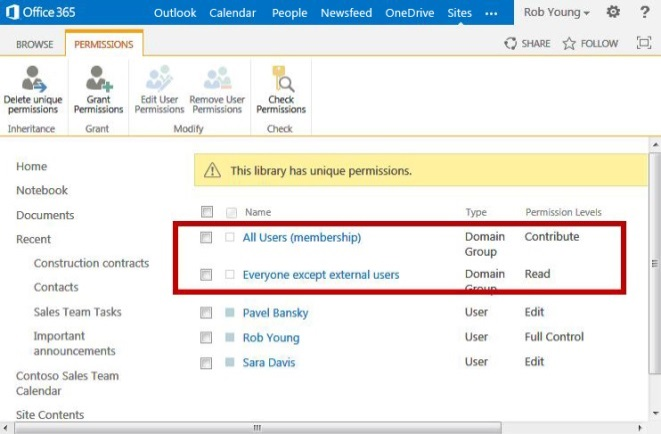 Office 365 Outlook Calendar People Newsfeed OneDrive Sites ••• Rob Young ?
BROWSE PERMISSIONS SHARE FOLLOW
Delete unique permissions
Grant Permissions
Edit User Permissions
Remove User Permissions
Check Permissions
Inheritance Grant Modify Check
Home
Notebook
Documents
Recent
Construction contracts
Contacts
Sales Team Tasks
Important
announcements
Contoso Sales Team
Calendar
Site Contents
This library has unique permissions.
Name Type Permission Levels
All Users (membership) Domain Group Contribute
Everyone except external users Domain Group Read
Pavel Bansky User Edit
Rob Young User Full Control
Sara Davis User Edit